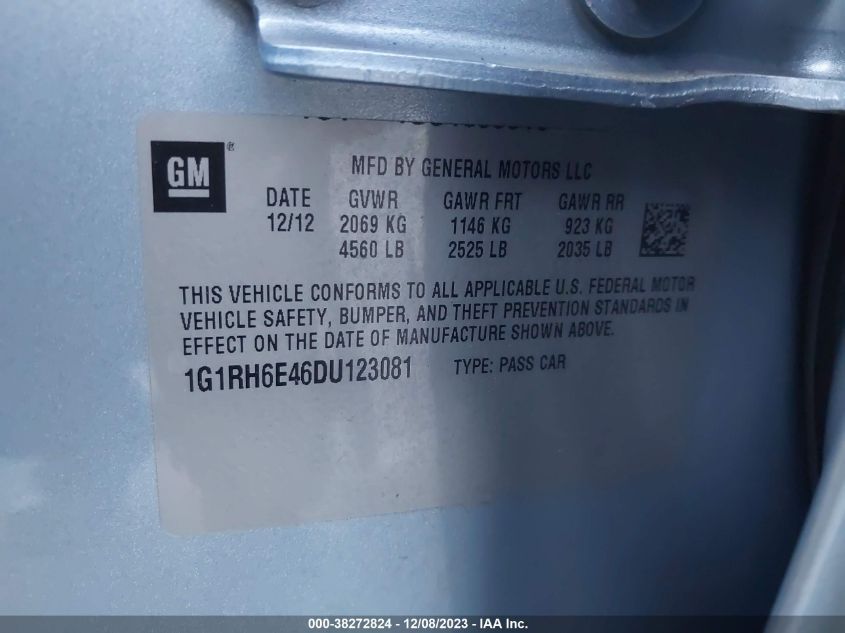 GM®
MFD BY GENERAL MOTORS LLC
DATE GVWR GAWR FRT GAWR RR
12/12 2069 KG 1146 KG 923 KG
4560 LB 2525 LB 2035 LB
THIS VEHICLE CONFORMS TO ALL APPLICABLE U.S. FEDERAL MOTOR
VEHICLE SAFETY, BUMPER, AND THEFT PREVENTION STANDARDS IN
EFFECT ON THE DATE OF MANUFACTURE SHOWN ABOVE.
1G1RH6E46DU123081 TYPE: PASS CAR
000-38272824 - 12/08/2023 - IAA Inc.